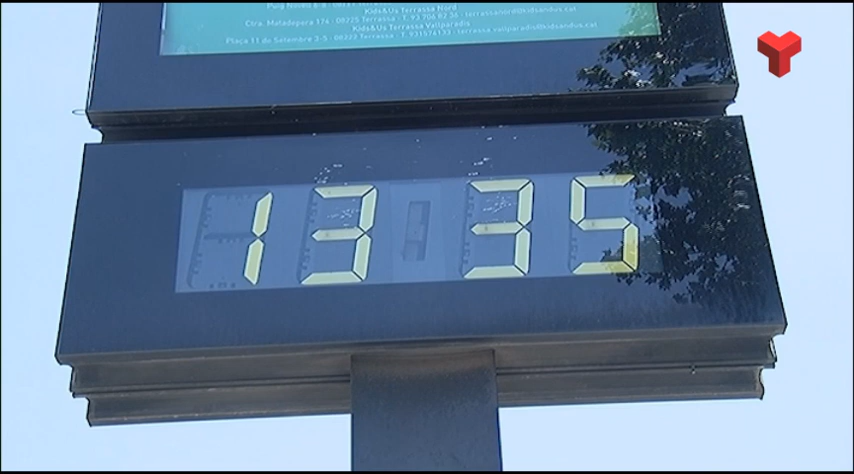 Kids&Us Terrassa Nord
Ctra. Matadepera 174 - 08225 Terrassa - T. 93 706 82 36 - terrassanord@kidsandus.cat
Kids&Us Terrassa Vallparadís
Plaça 11 de Setembre 3-5 - 08222 Terrassa - T. 931576133 - terrassa.vallparadis@kidsandus.cat
13 35